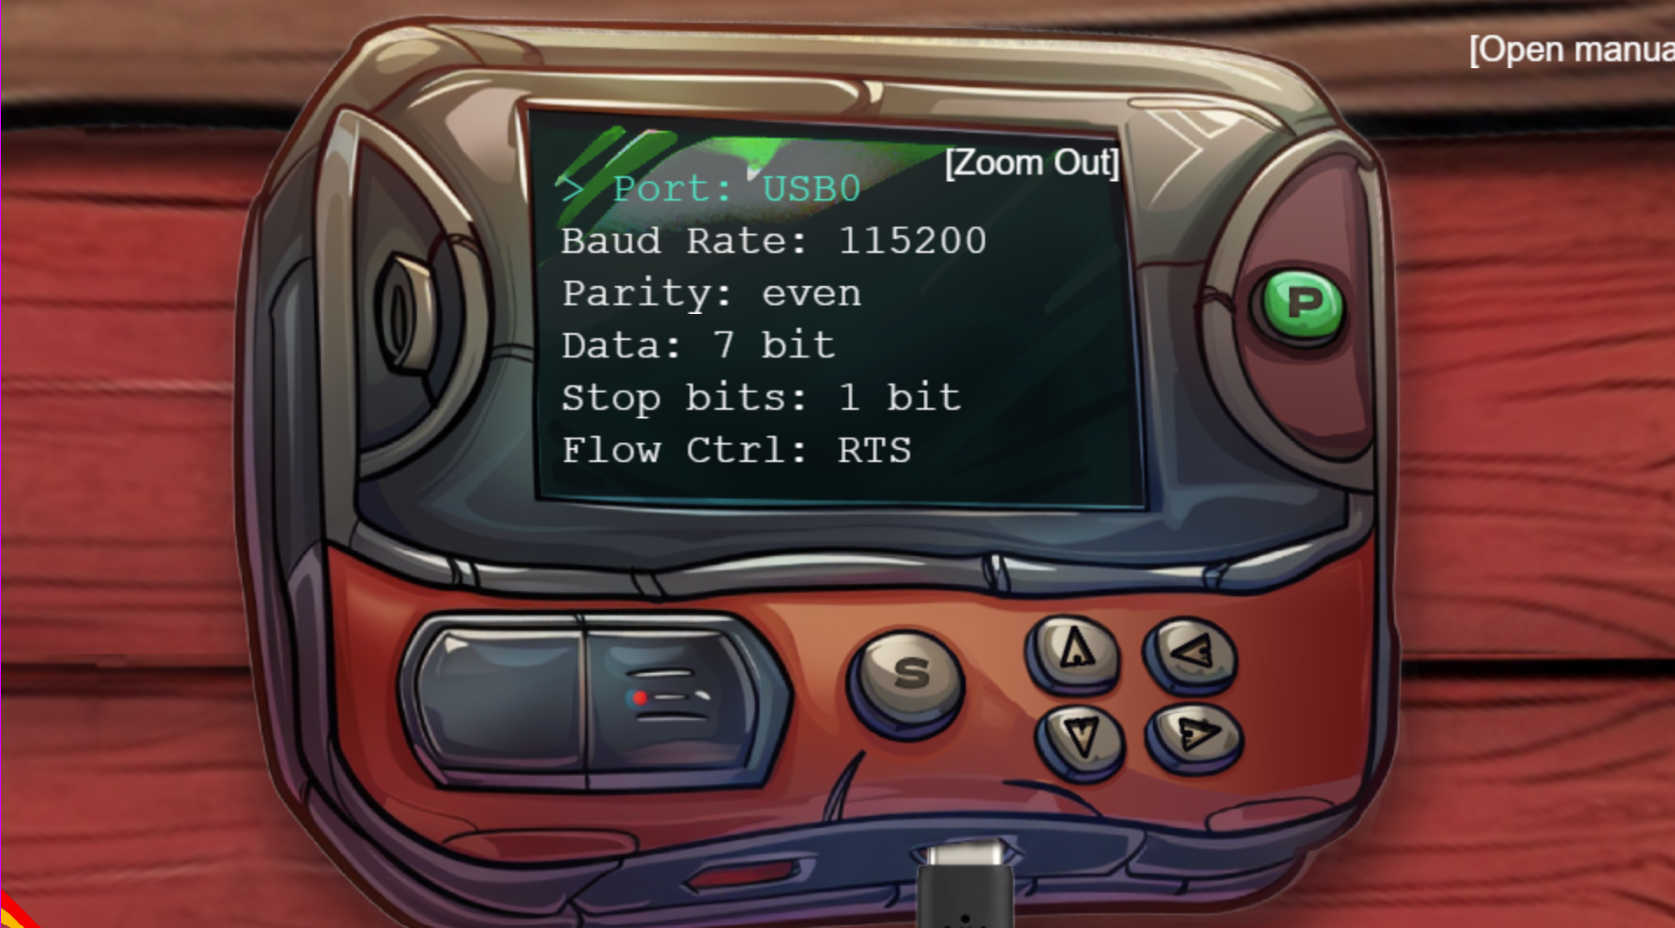 [Open manua
[Zoom Out]
> Port: USB0
Baud Rate: 115200
Parity: even
Data: 7 bit
Stop bits: 1 bit
Flow Ctrl: RTS
P
S